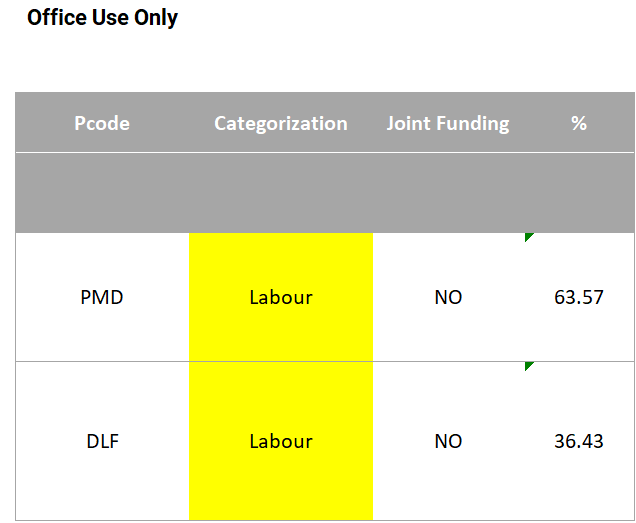 Office Use Only
Pcode Categorization Joint Funding %
PMD Labour NO 63.57
DLF Labour NO 36.43